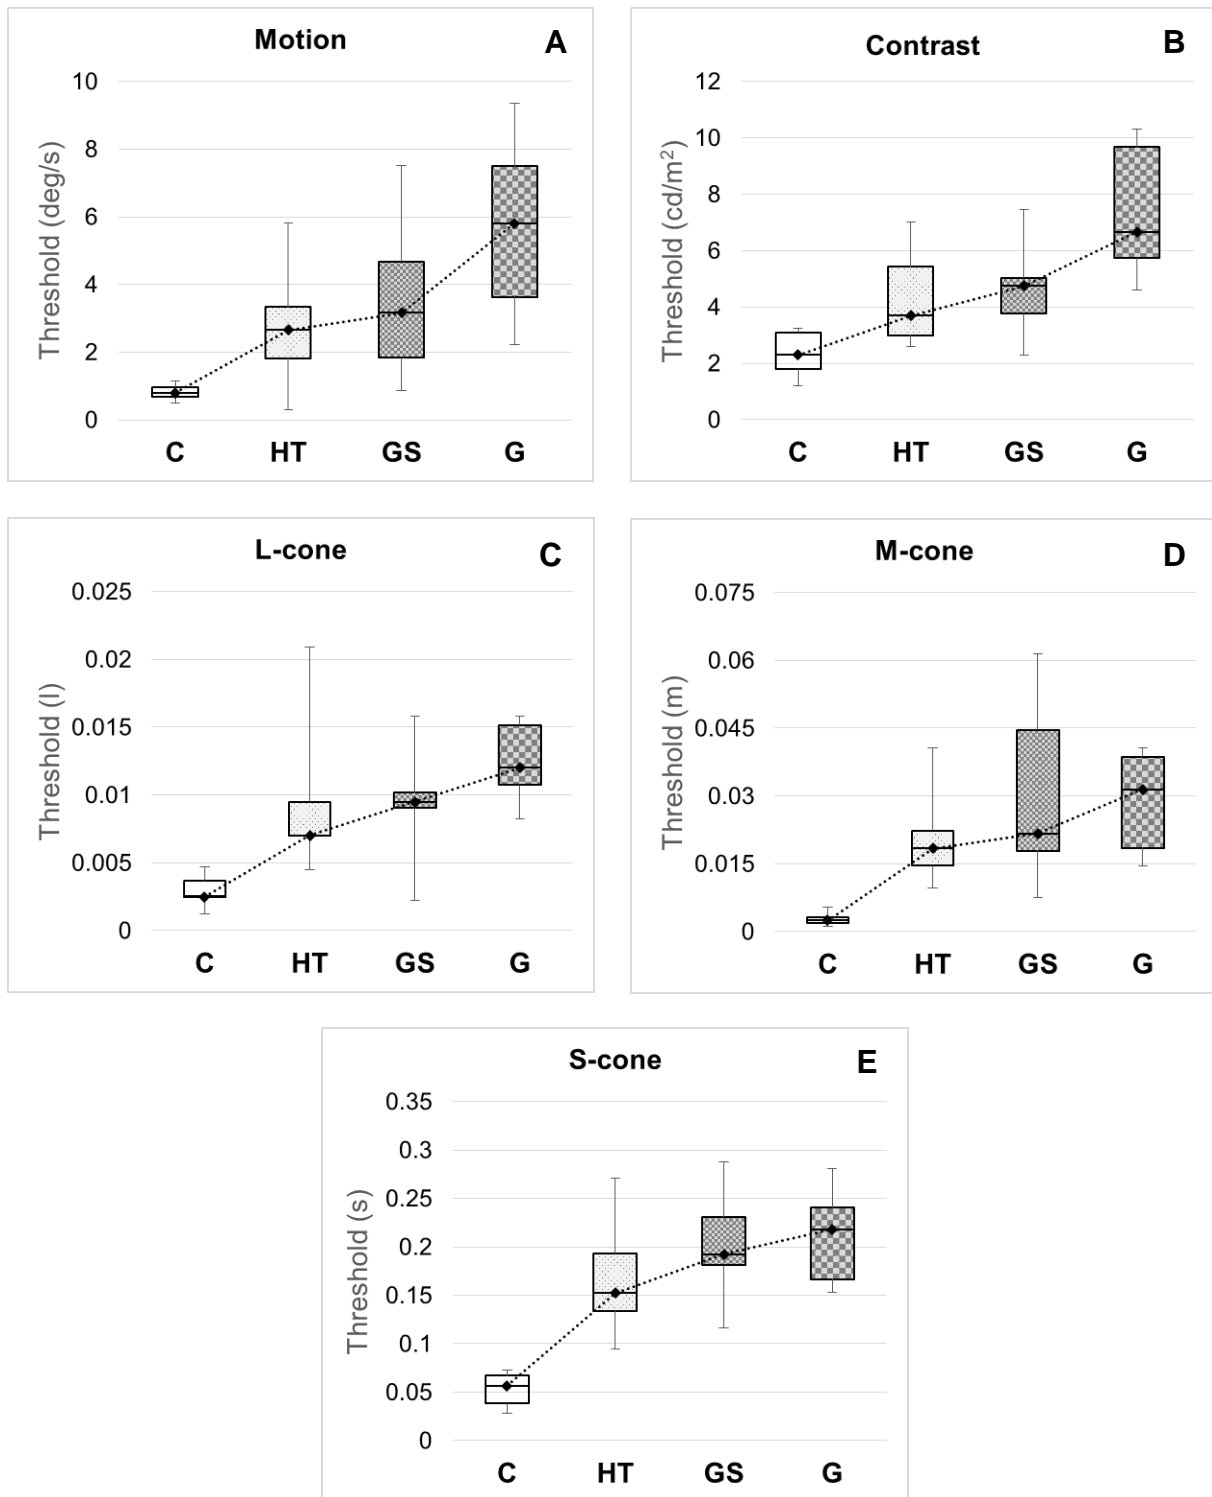 Motion
A
Threshold (deg/s)
10
8
6
4
2
0
C HT GS G
Contrast
B
Threshold (cd/m²)
12
10
8
6
4
2
0
C HT GS G
L-cone
C
Threshold (l)
0.025
0.02
0.015
0.01
0.005
0
C HT GS G
M-cone
D
Threshold (m)
0.075
0.06
0.045
0.03
0.015
0
C HT GS G
S-cone
E
Threshold (s)
0.35
0.3
0.25
0.2
0.15
0.1
0.05
0
C HT GS G